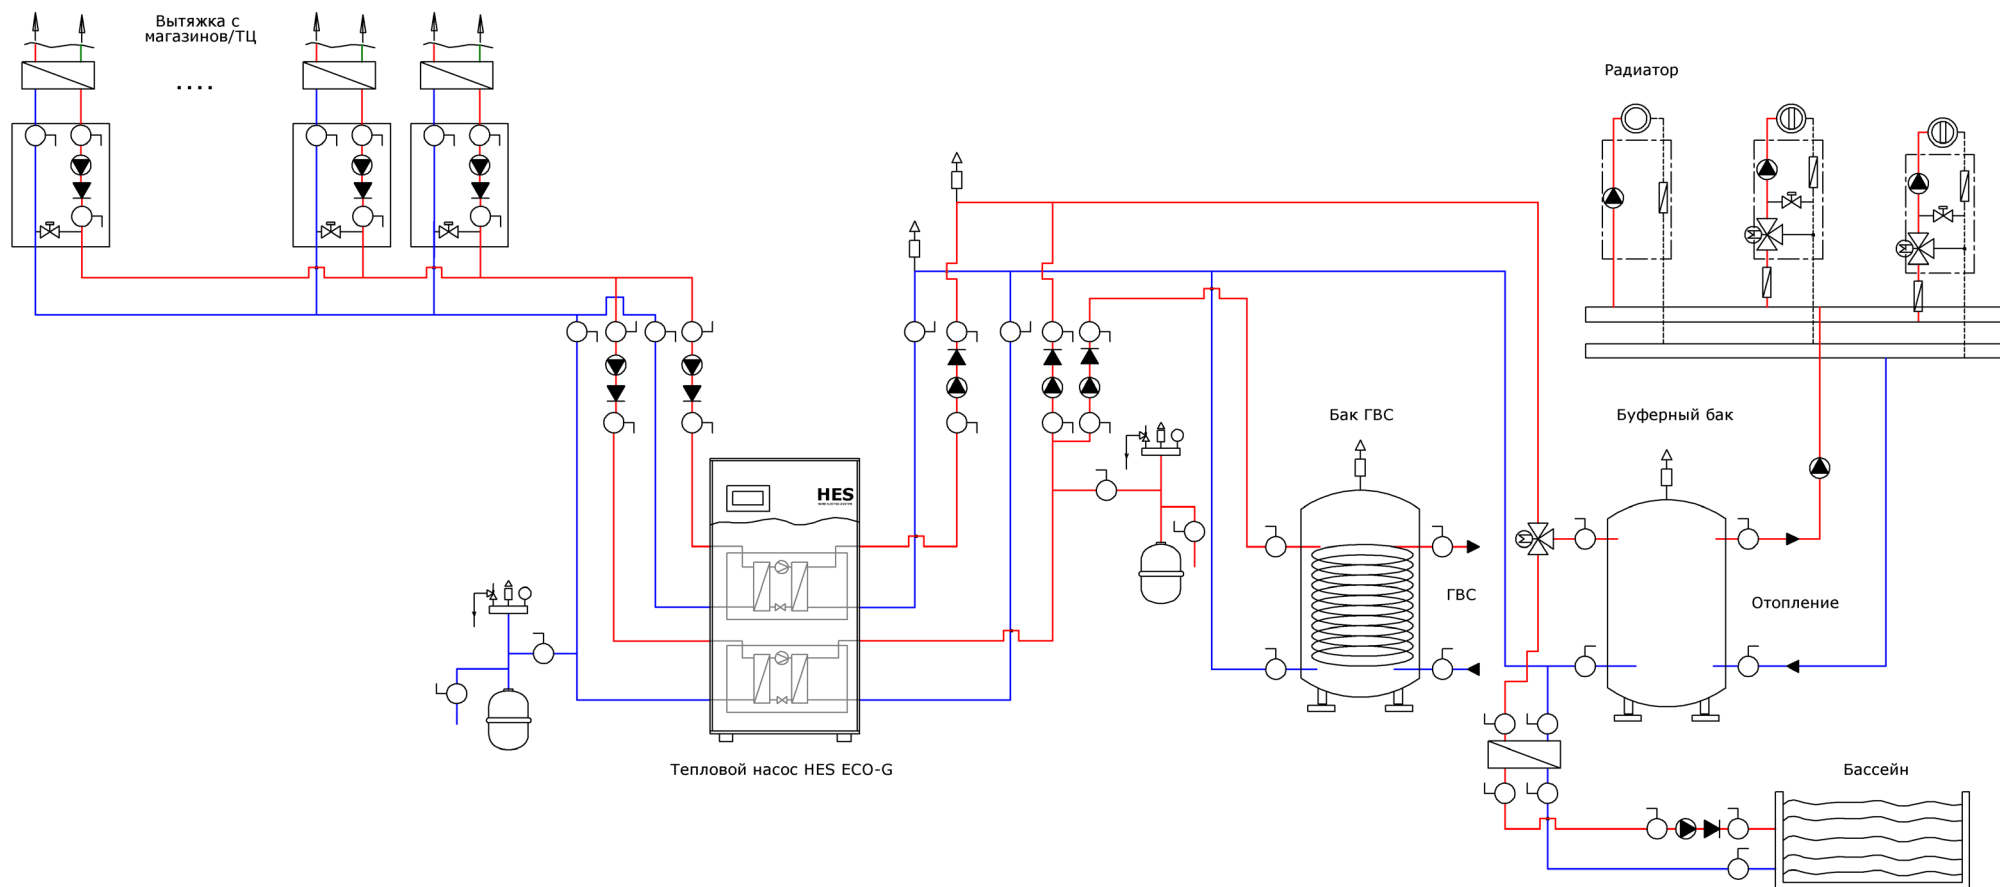 Вытяжка с
магазинов/ТЦ
....
Радиатор
Бак ГВС
Буферный бак
HES
ГВС
Отопление
Тепловой насос HES ECO-G
Бассейн